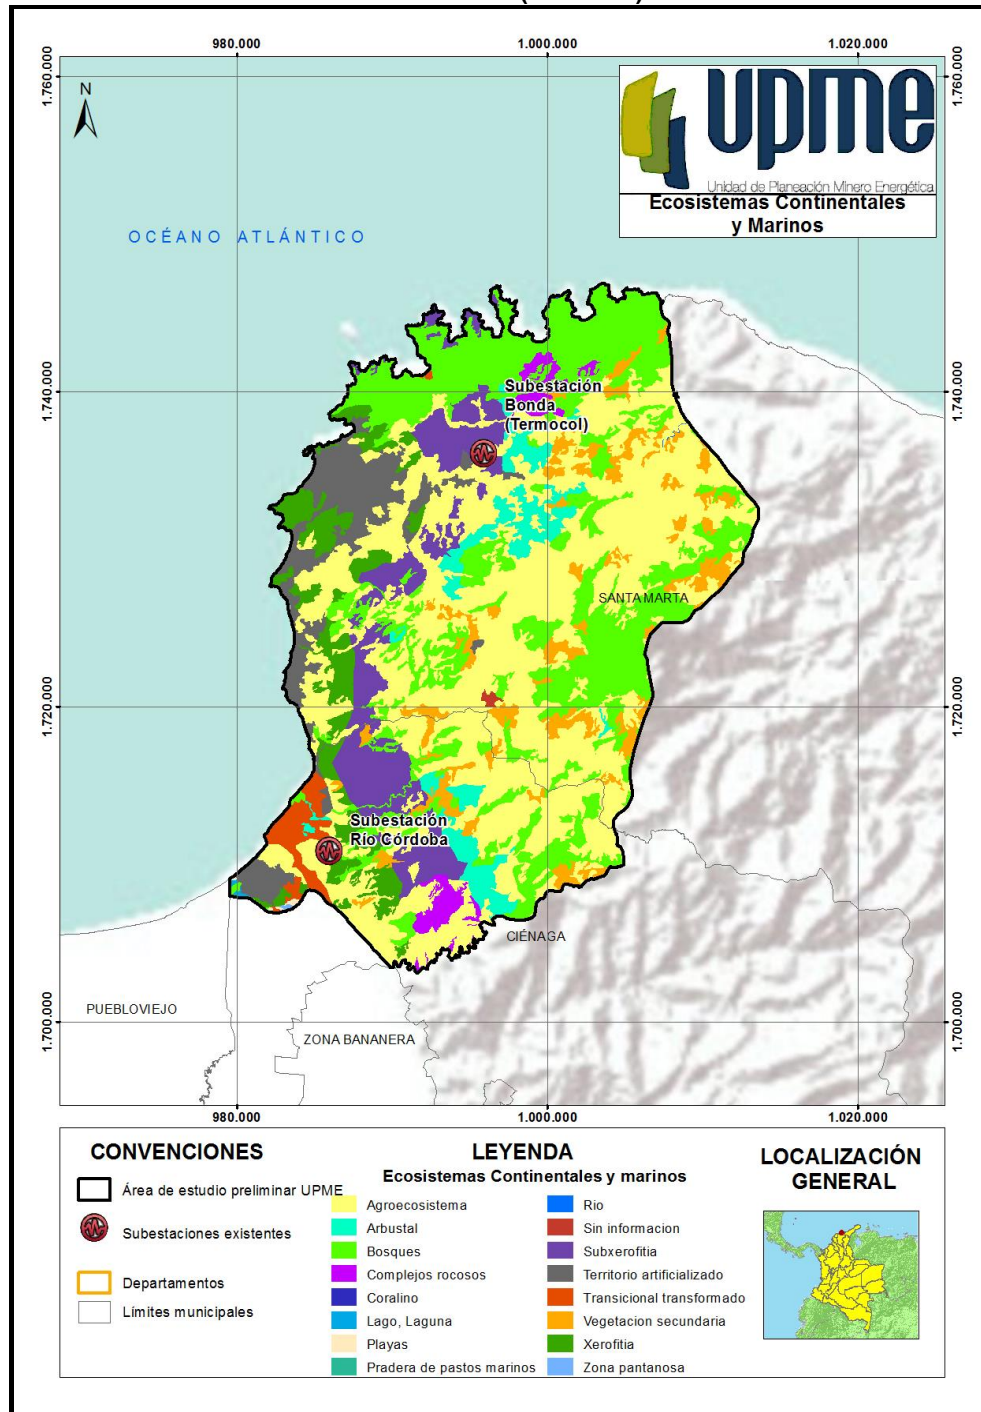 980.000
1.000.000
1.020.000
1.760.000
1.760.000
N
upme
Unidad de Planeación Minero Energética
Ecosistemas Continentales
y Marinos
OCÉANO ATLÁNTICO
1.740.000
1.740.000
Subestación
Bonda
(Termocol)
SANTA MARTA
1.720.000
1.720.000
Subestación
Río Córdoba
CIÉNAGA
PUEBLOVIEJO
ZONA BANANERA
1.700.000
1.700.000
980.000
1.000.000
1.020.000
CONVENCIONES
Área de estudio preliminar UPME
Subestaciones existentes
Departamentos
Límites municipales
LEYENDA
Ecosistemas Continentales y marinos
Agroecosistema
Arbustal
Bosques
Complejos rocosos
Coralino
Lago, Laguna
Playas
Pradera de pastos marinos
Rio
Sin informacion
Subxerofitia
Territorio artificializado
Transicional transformado
Vegetacion secundaria
Xerofitia
Zona pantanosa
LOCALIZACIÓN
GENERAL